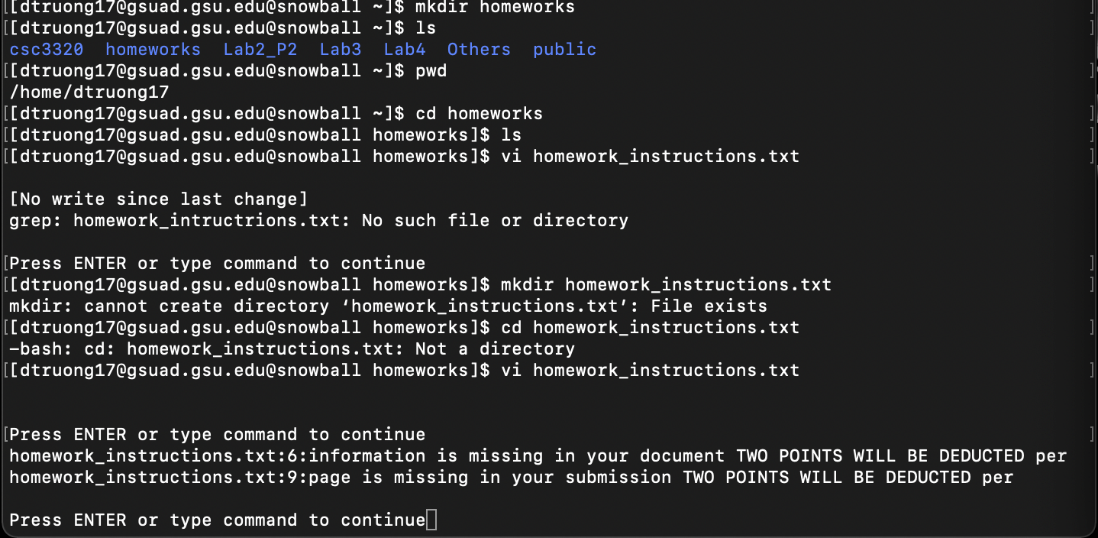 [[dtruong17@gsuad.gsu.edu@snowball ~]$ mkdir homeworks ]
[[dtruong17@gsuad.gsu.edu@snowball ~]$ ls ]
csc3320 homeworks Lab2_P2 Lab3 Lab4 Others public
[[dtruong17@gsuad.gsu.edu@snowball ~]$ pwd ]
/home/dtruong17
[[dtruong17@gsuad.gsu.edu@snowball ~]$ cd homeworks ]
[[dtruong17@gsuad.gsu.edu@snowball homeworks]$ ls ]
[[dtruong17@gsuad.gsu.edu@snowball homeworks]$ vi homework_instructions.txt ]
[No write since last change]
grep: homework_intructrions.txt: No such file or directory
[Press ENTER or type command to continue ]
[[dtruong17@gsuad.gsu.edu@snowball homeworks]$ mkdir homework_instructions.txt ]
mkdir: cannot create directory ‘homework_instructions.txt’: File exists
[[dtruong17@gsuad.gsu.edu@snowball homeworks]$ cd homework_instructions.txt ]
-bash: cd: homework_instructions.txt: Not a directory
[[dtruong17@gsuad.gsu.edu@snowball homeworks]$ vi homework_instructions.txt ]
[Press ENTER or type command to continue ]
homework_instructions.txt:6:information is missing in your document TWO POINTS WILL BE DEDUCTED per
homework_instructions.txt:9:page is missing in your submission TWO POINTS WILL BE DEDUCTED per
Press ENTER or type command to continue